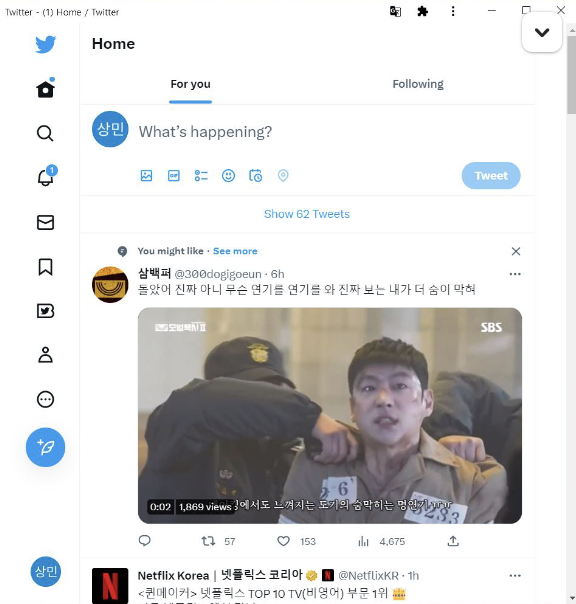 Twitter - (1) Home / Twitter
Home
For you
Following
1
상민
What's happening?
GIF
Tweet
Show 62 Tweets
You might like · See more
삼백퍼 @300dogigoeun · 6h
돌았어 진짜 아니 무슨 연기를 연기를 와 진짜 보는 내가 더 숨이 막혀
모범택시II
SBS
0:02
1,869 views
에서도 느껴지는 도기의 숨막히는 명연기
57
153
4,675
상민
Netflix Korea | 넷플릭스 코리아 @NetflixKR · 1h
<퀸메이커> 넷플릭스 TOP 10 TV(비영어) 부문 1위